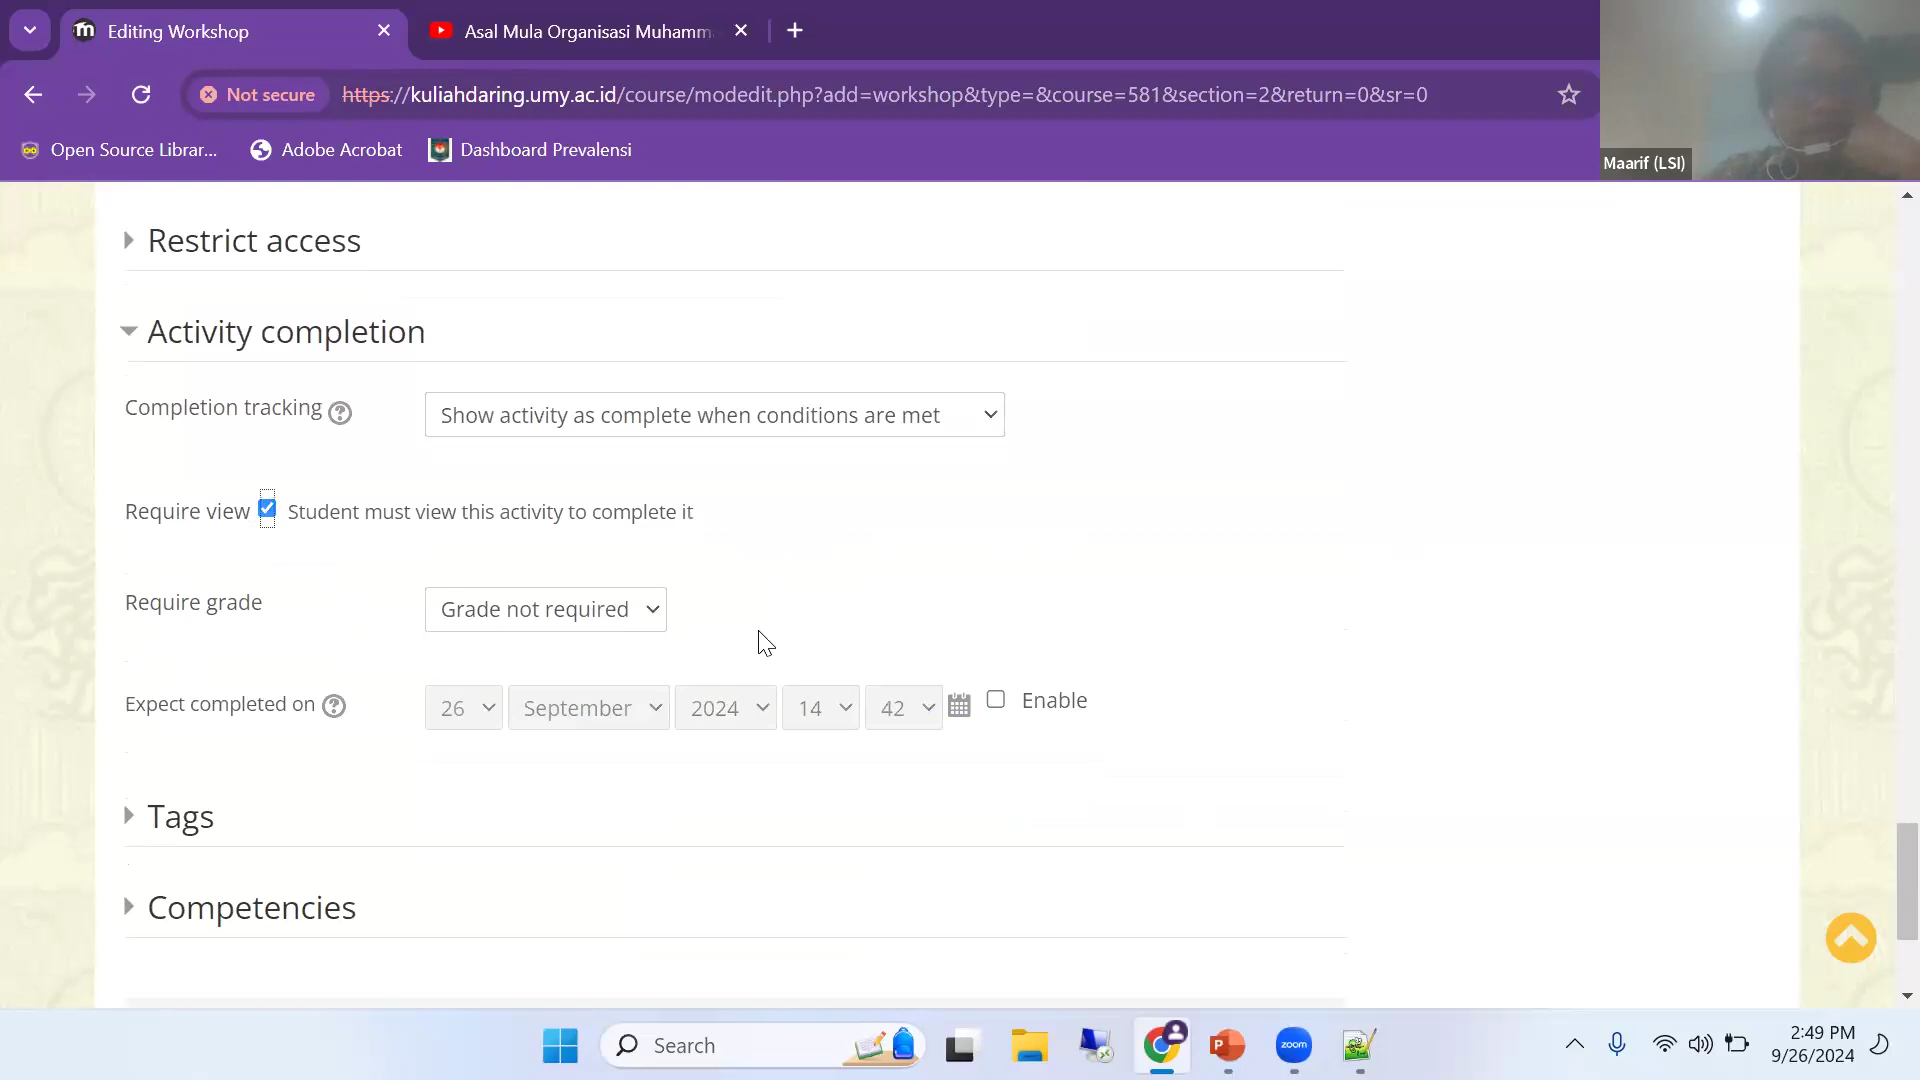 Editing Workshop
Asal Mula Organisasi Muhamm
Not secure
https://kuliahdaring.umy.ac.id/course/modedit.php?add=workshop&type=&course=581&section=2&return=0&sr=0
Open Source Librar...
Adobe Acrobat
Dashboard Prevalensi
Maarif (LSI)
Restrict access
Activity completion
Completion tracking
Show activity as complete when conditions are met
Require view
Student must view this activity to complete it
Require grade
Grade not required
Expect completed on
26 September 2024 14 42
Enable
Tags
Competencies
Search
zoom
2:49 PM
9/26/2024